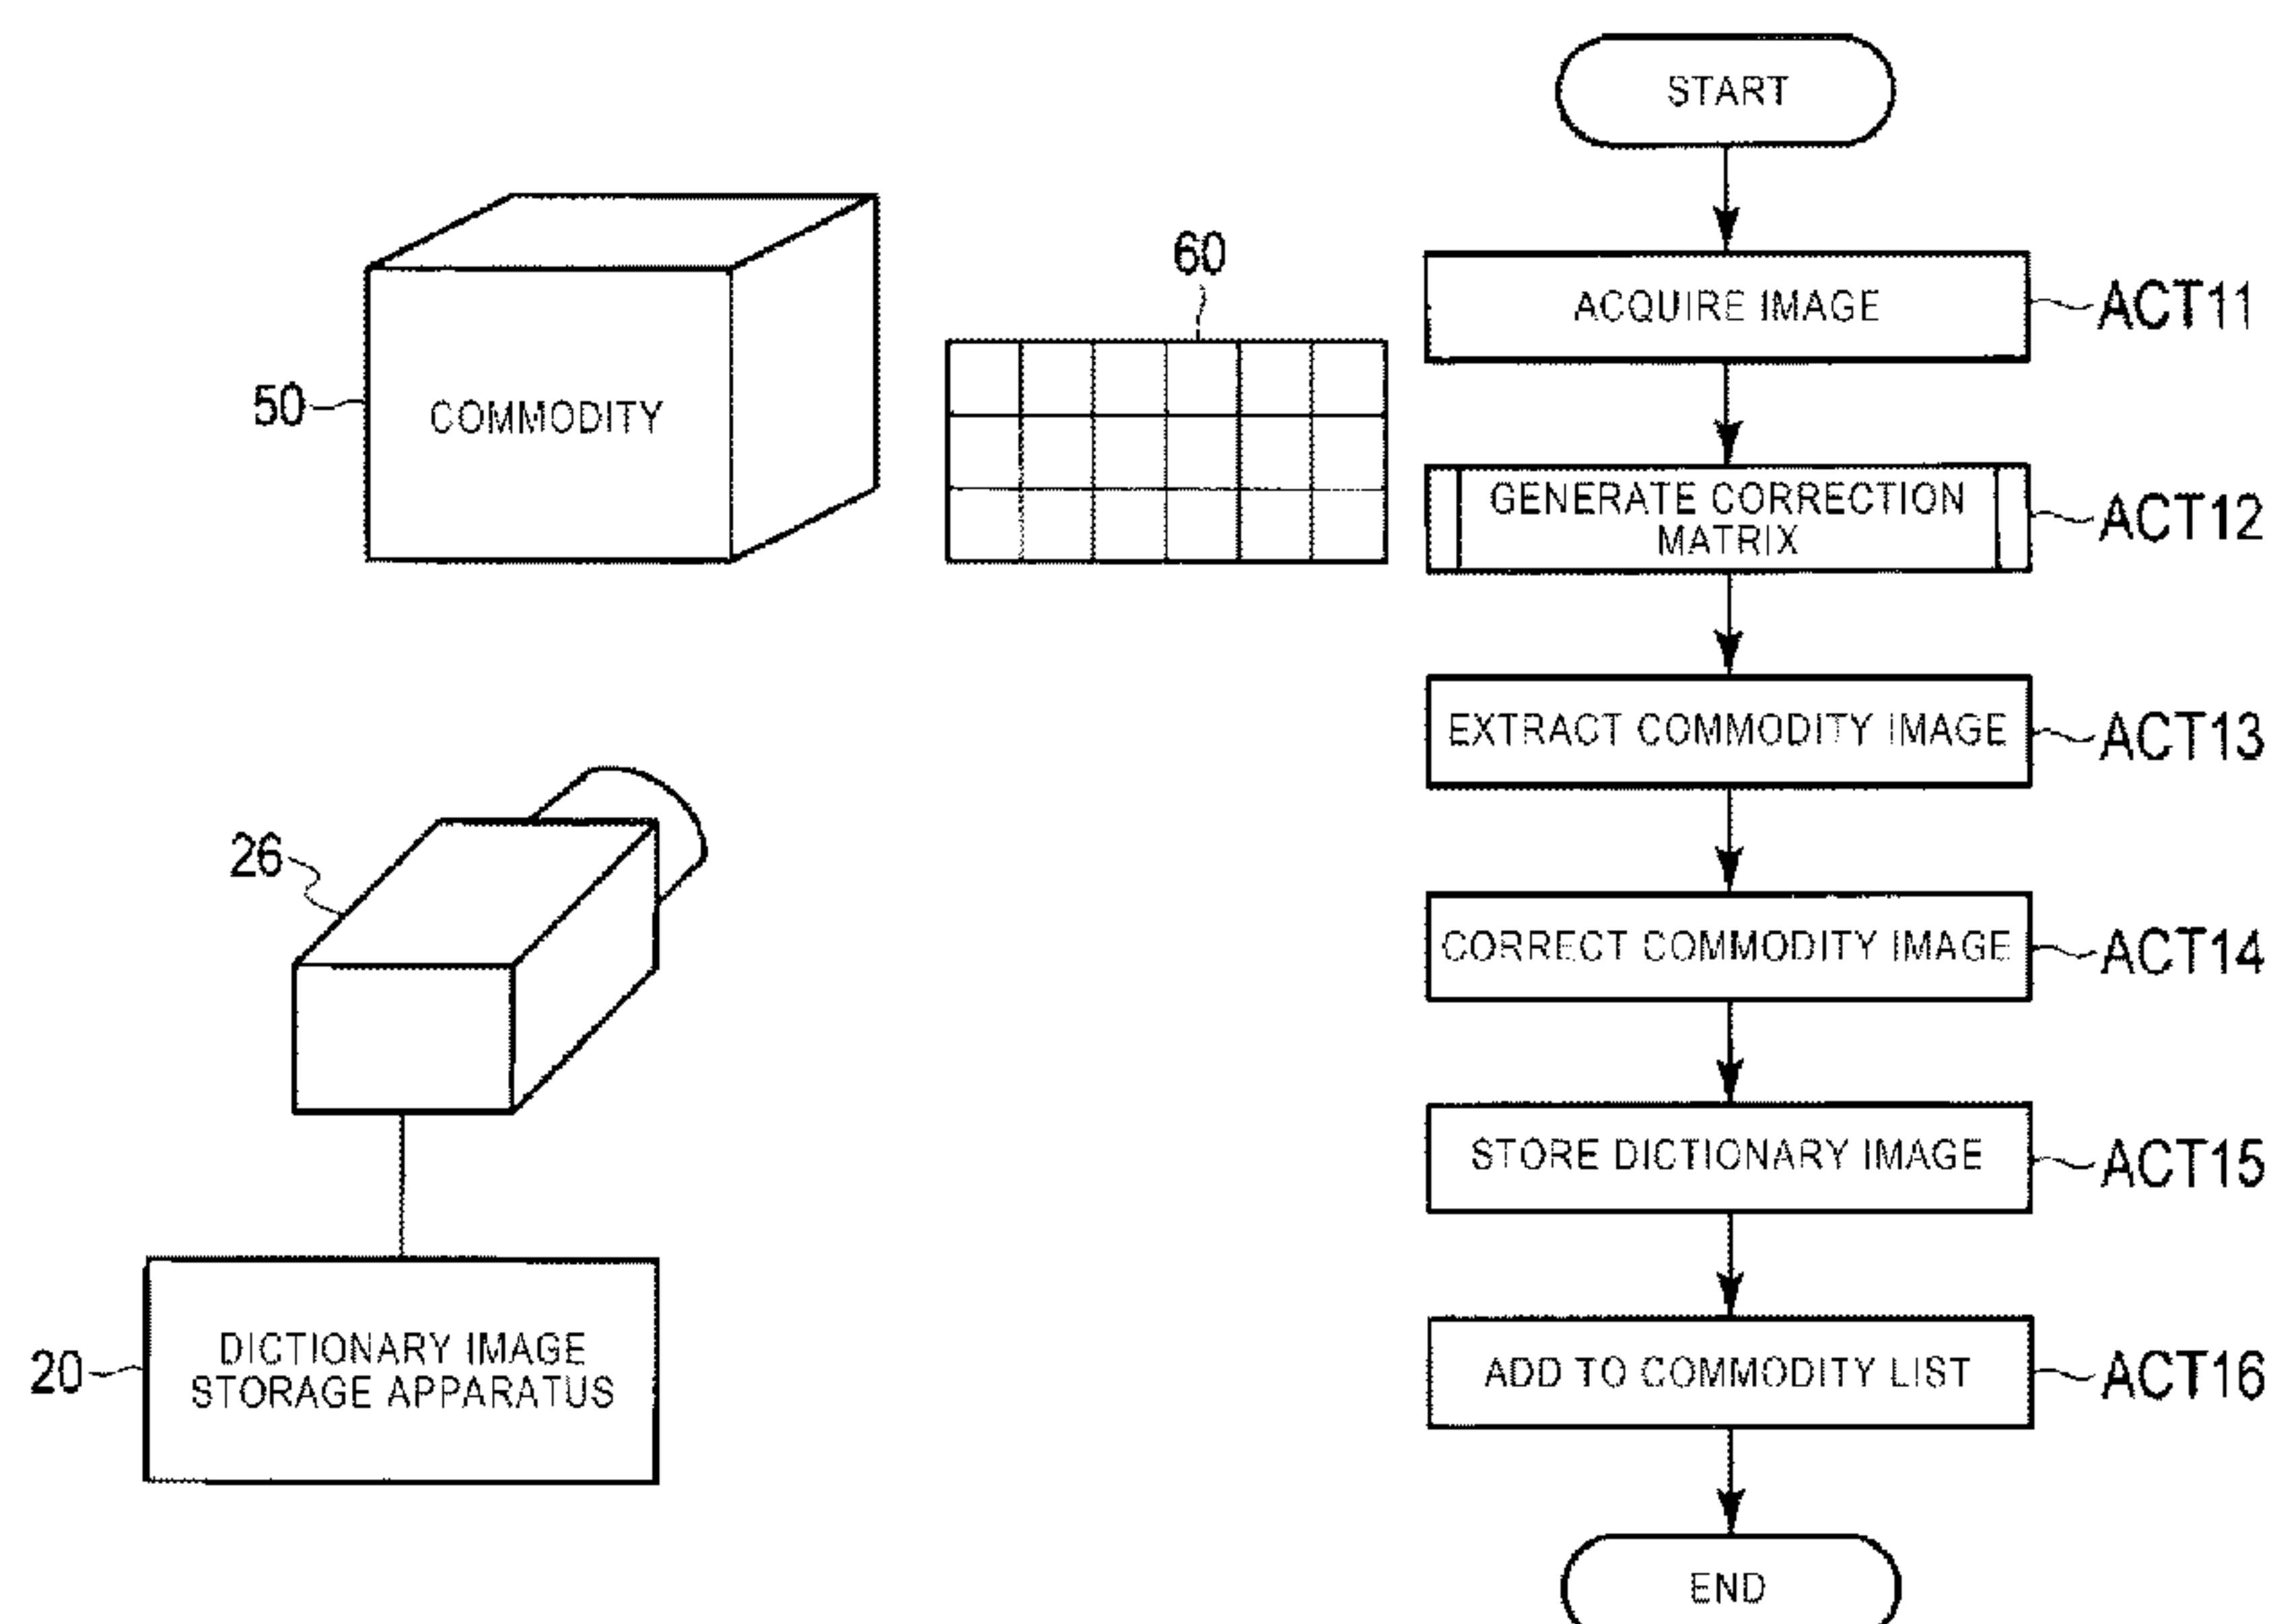 60
50
COMMODITY
26
20
DICTIONARY IMAGE
STORAGE APPARATUS
START
ACQUIRE IMAGE
ACT11
GENERATE CORRECTION
MATRIX
ACT12
EXTRACT COMMODITY IMAGE
ACT13
CORRECT COMMODITY IMAGE
ACT14
STORE DICTIONARY IMAGE
ACT15
ADD TO COMMODITY LIST
ACT16
END